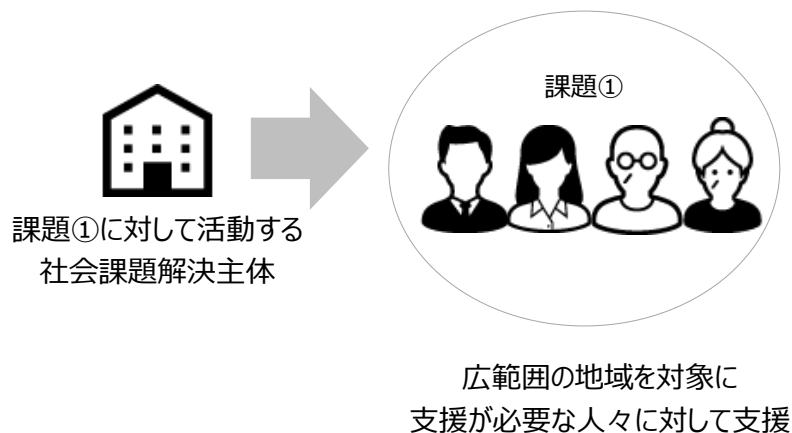 課題①
課題①に対して活動する
社会課題解決主体
広範囲の地域を対象に
支援が必要な人々に対して支援